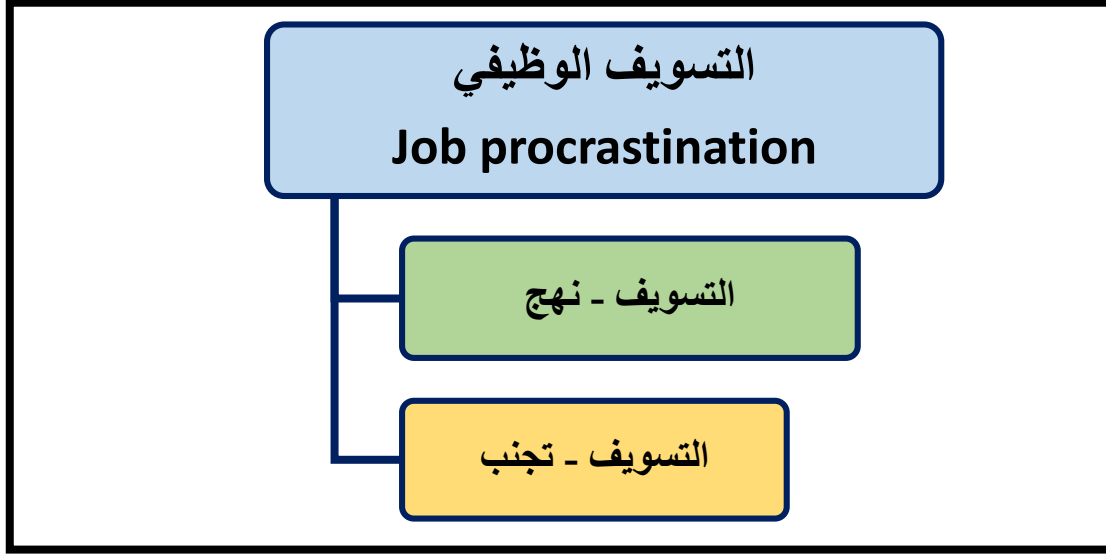 التسويف الوظيفي
Job procrastination
التسويف - نهج
التسويف - تجنب